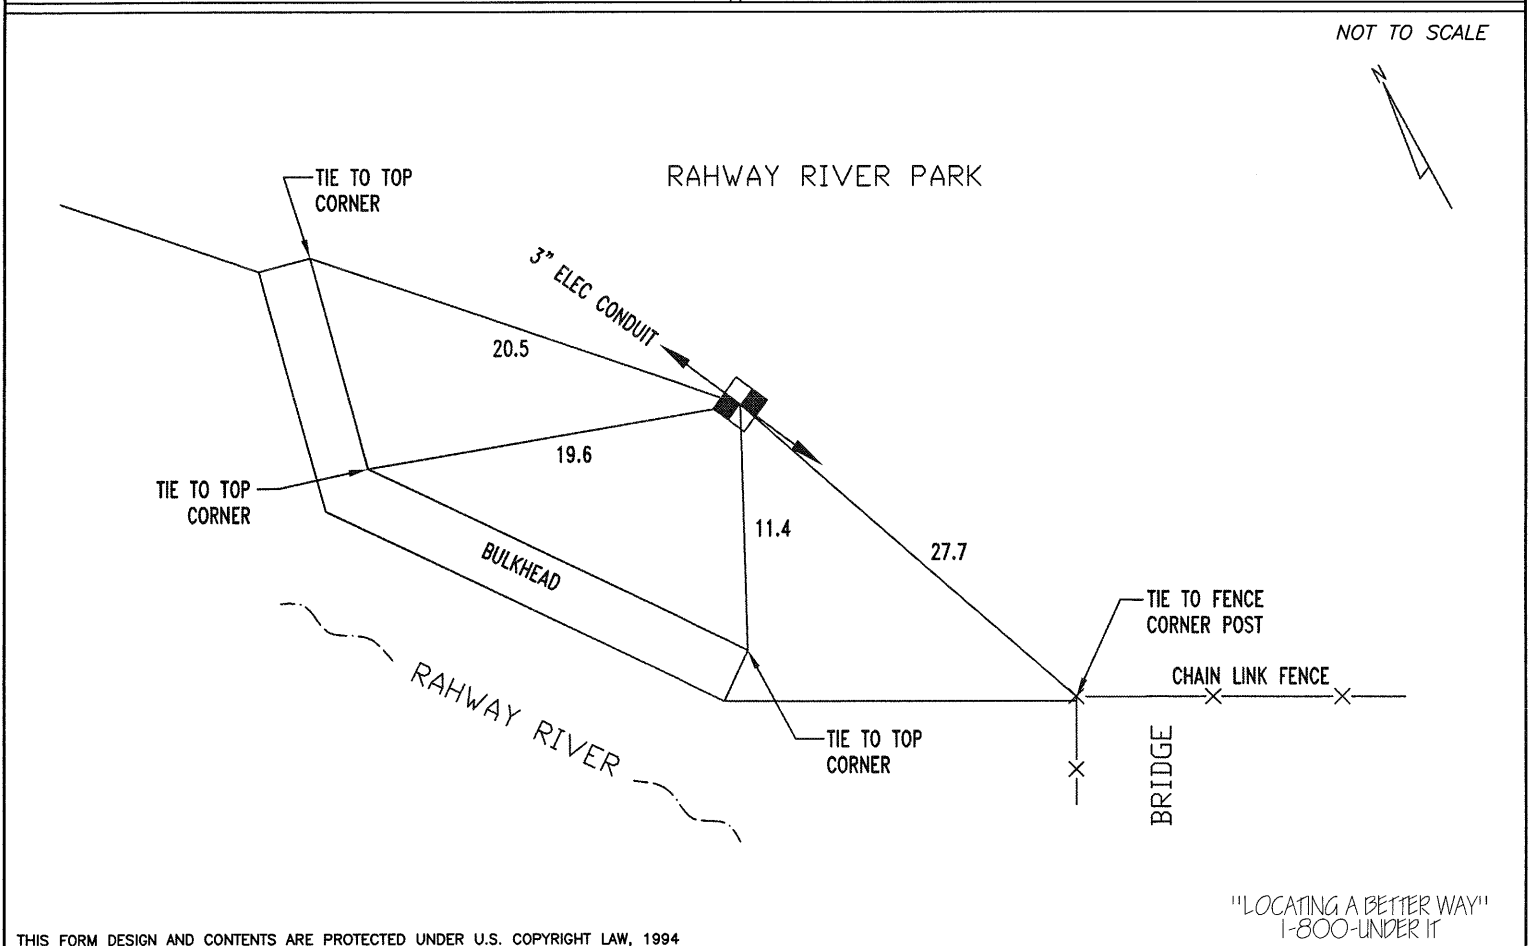 NOT TO SCALE
N
TIE TO TOP
CORNER
RAHWAY RIVER PARK
3" ELEC CONDUIT
20.5
19.6
TIE TO TOP
CORNER
11.4
27.7
BULKHEAD
TIE TO FENCE
CORNER POST
CHAIN LINK FENCE
RAHWAY RIVER
TIE TO TOP
CORNER
BRIDGE
"LOCATING A BETTER WAY"
1-800-UNDER IT
THIS FORM DESIGN AND CONTENTS ARE PROTECTED UNDER U.S. COPYRIGHT LAW, 1994